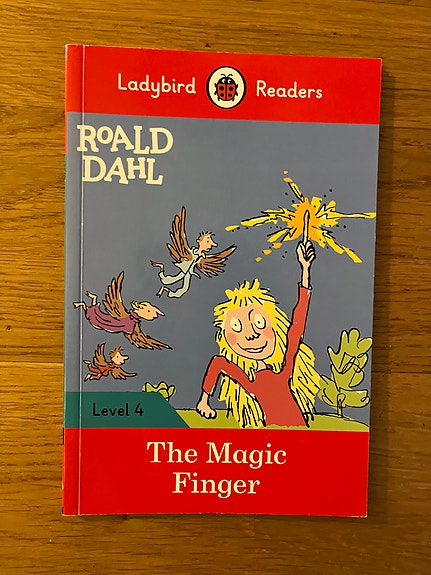 Ladybird Readers
ROALD
DAHL
Level 4
The Magic
Finger